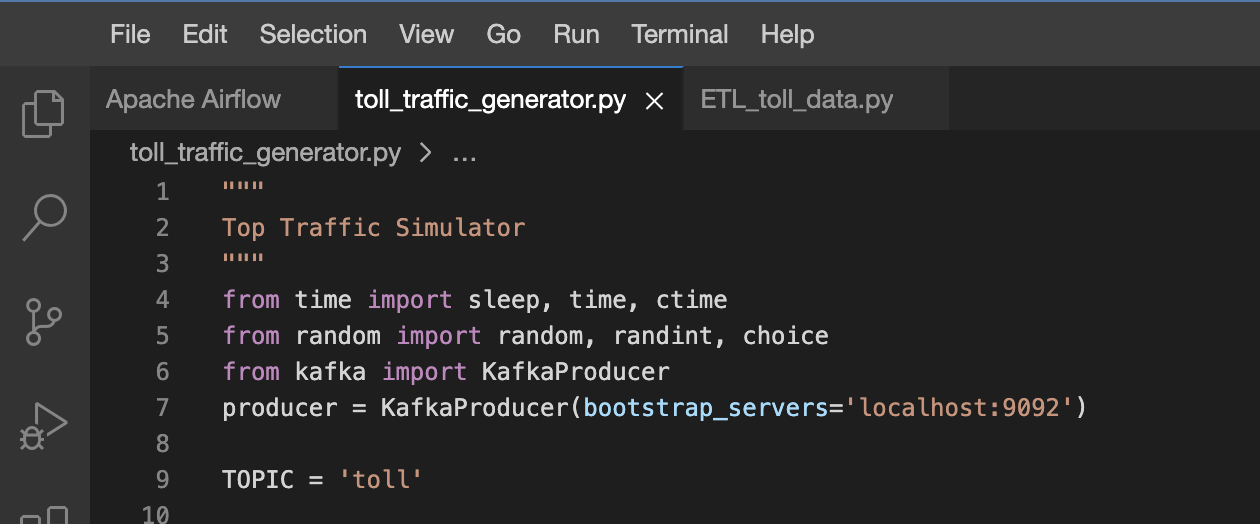 File Edit Selection View Go Run Terminal Help
Apache Airflow toll_traffic_generator.py ETL_toll_data.py
toll_traffic_generator.py > ...
1 """
2 Top Traffic Simulator
3 """
4 from time import sleep, time, ctime
5 from random import random, randint, choice
6 from kafka import KafkaProducer
7 producer = KafkaProducer(bootstrap_servers='localhost:9092')
8
9 TOPIC = 'toll'
10